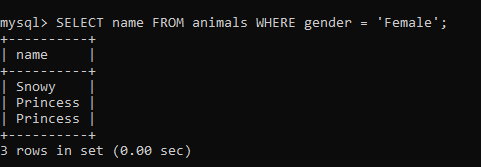 mysql> SELECT name FROM animals WHERE gender = 'Female';
+----------+
| name     |
+----------+
| Snowy    |
| Princess |
| Princess |
+----------+
3 rows in set (0.00 sec)